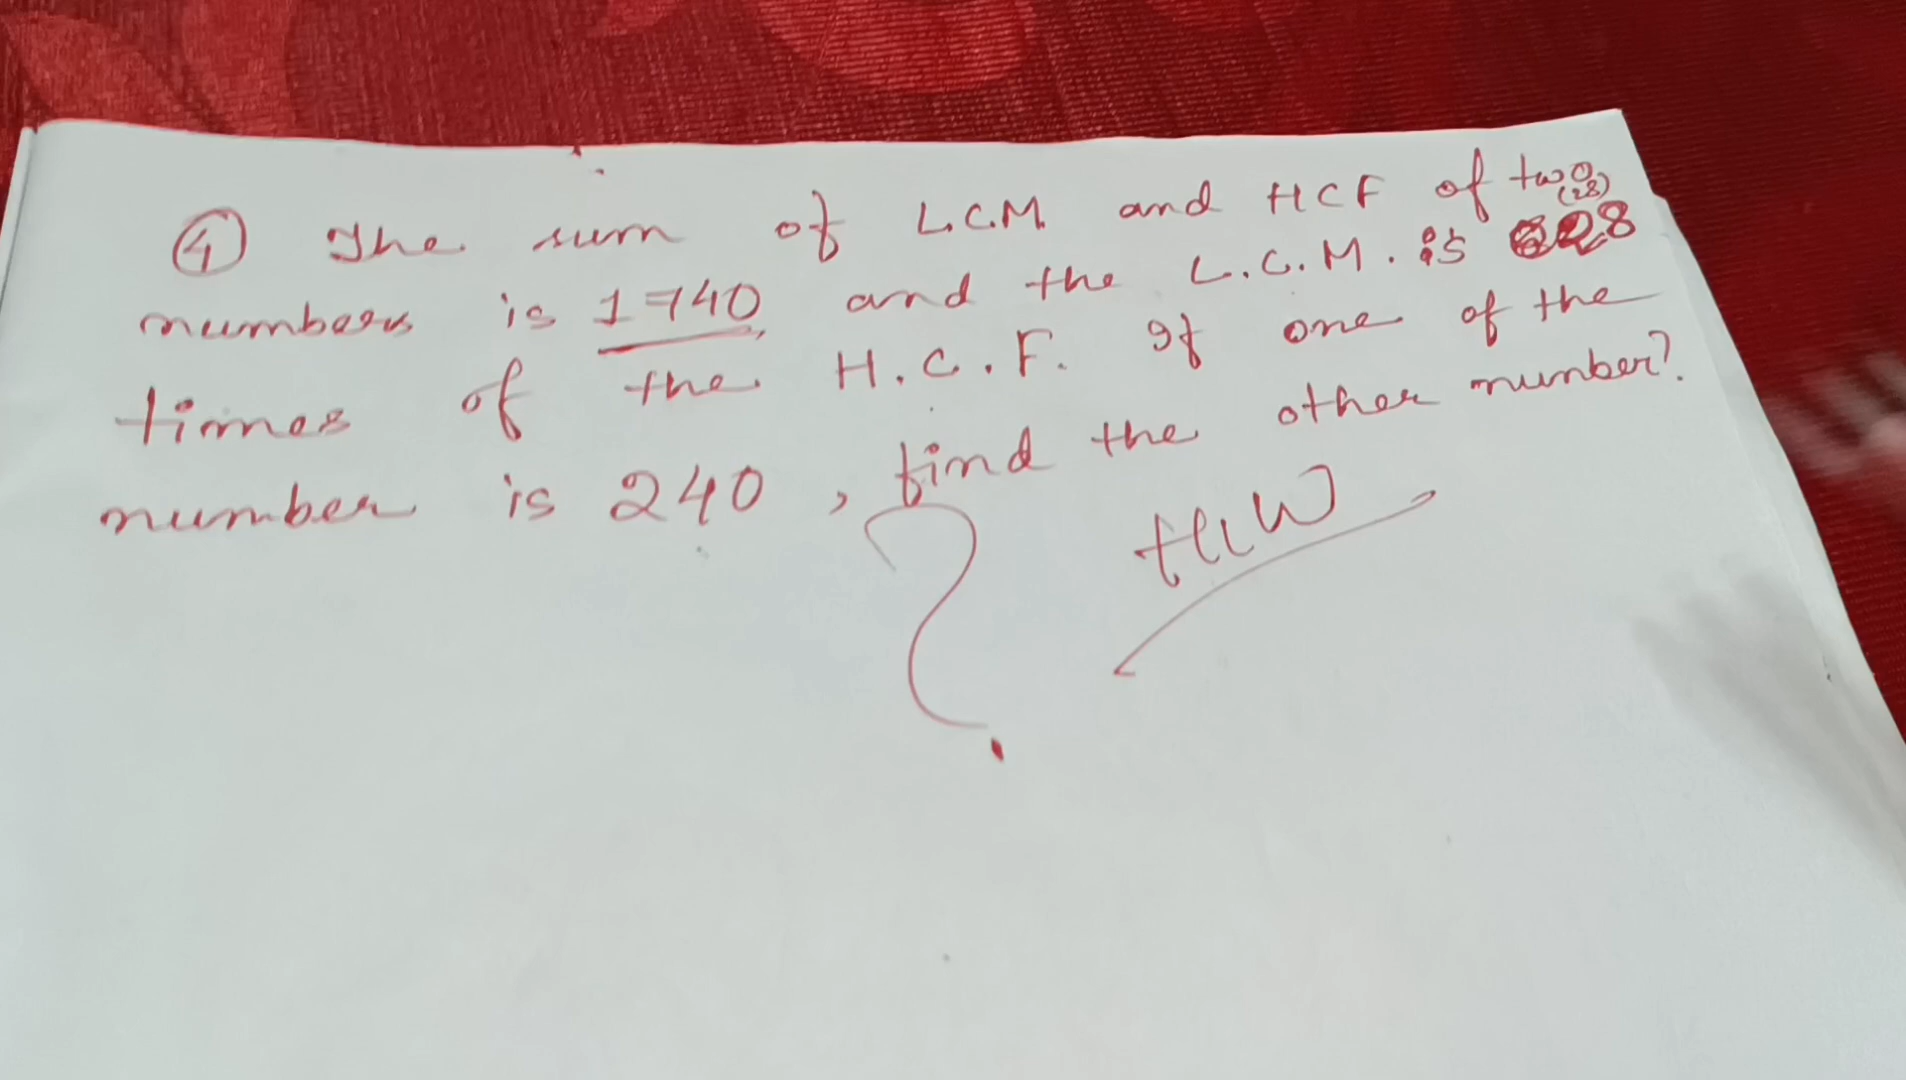 ④ The sum of L.C.M. and HCF of two
(28)
numbers is 1740 and the L.C.M. is 28
times of the H.C.F. If one of the
number is 240, find the other number?
H.W
?